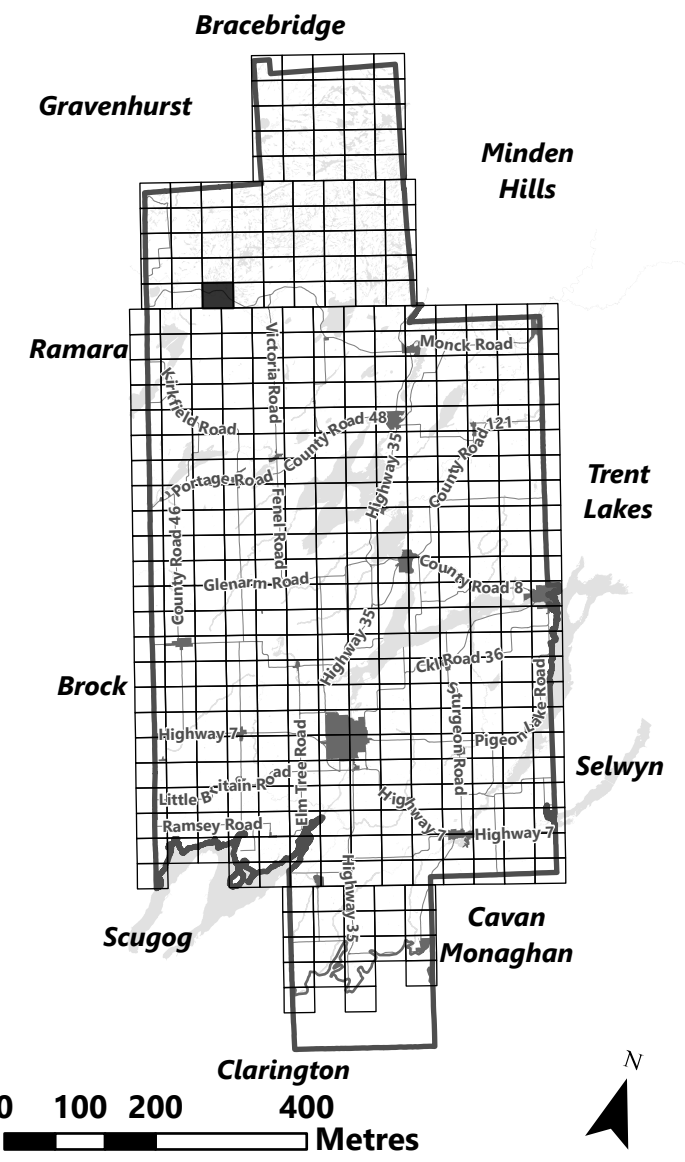 Bracebridge
Gravenhurst
Minden
Hills
Ramara
Monck Road
Victoria Road
Kirkfield Road
County Road 48
Highway 35
County Road 121
Portage Road
Trent
Lakes
Fenel Road
County Road 46
Glenarm Road
County Road 8
Highway 35
Ckl Road 36
Brock
Sturgeon Road
Pigeon Lake Road
Highway 7
Elm Tree Road
Selwyn
Little Britain Road
Highway 7
Ramsey Road
Highway 7
Highway 35
Cavan
Monaghan
Scugog
Clarington
N
0 100 200 400
Metres